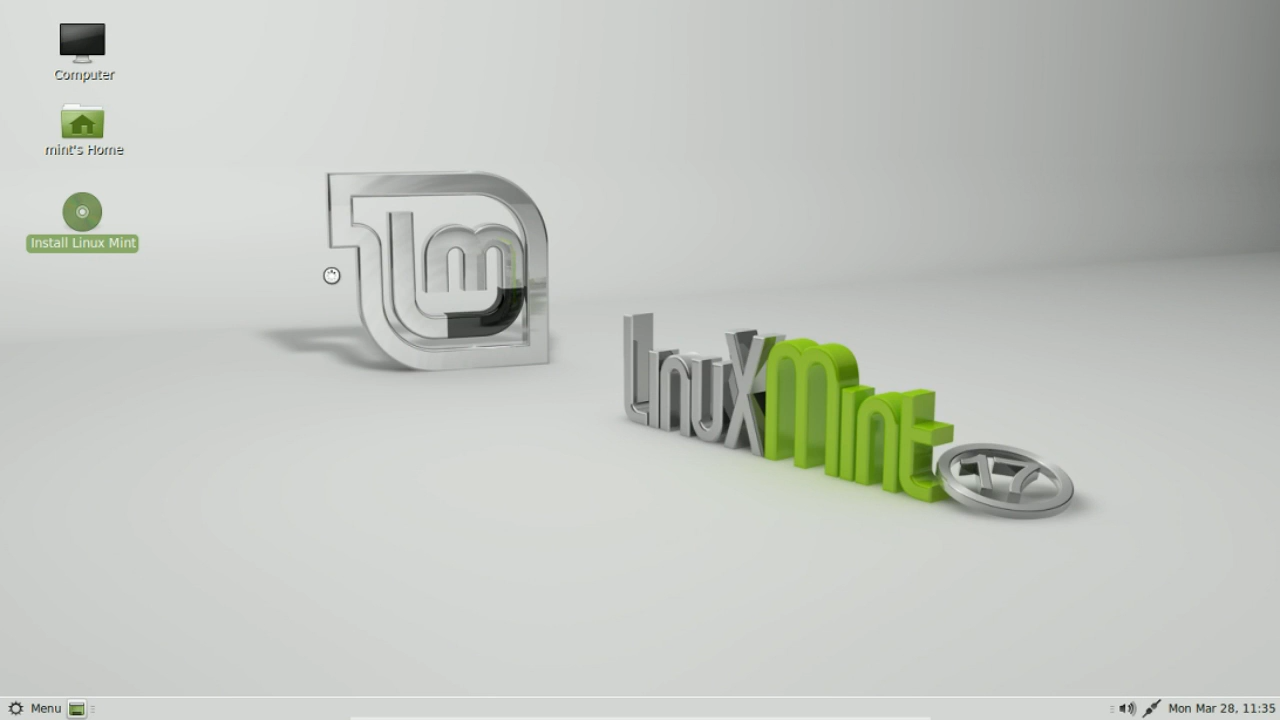 Computer
mint's Home
Install Linux Mint
lm
LinuxMint
17
Menu
Mon Mar 28, 11:35